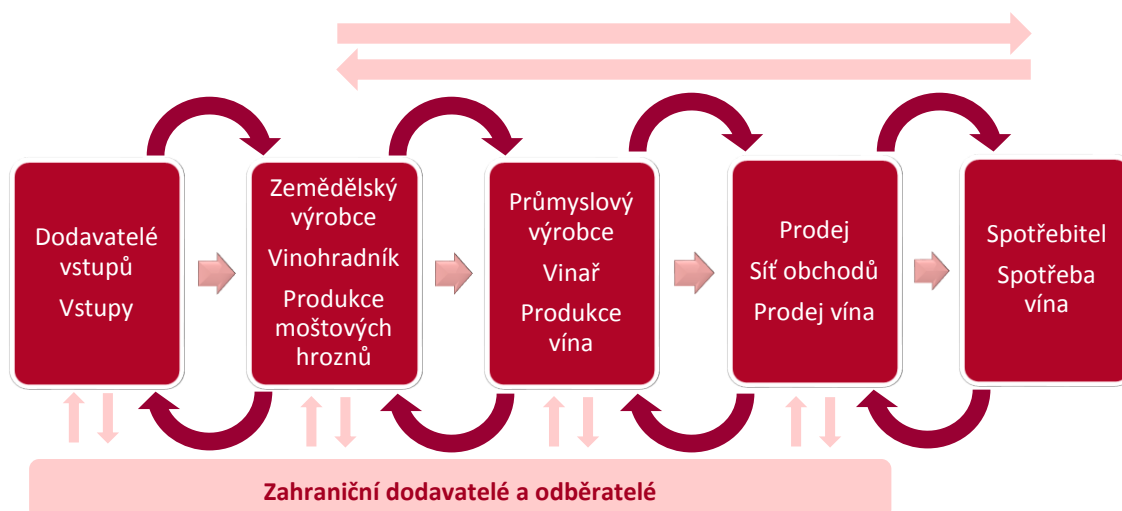 Dodavatelé
vstupů
Vstupy
Zemědělský
výrobce
Vinohradník
Produkce
moštových
hroznů
Průmyslový
výrobce
Vinař
Produkce
vína
Prodej
Síť obchodů
Prodej vína
Spotřebitel
Spotřeba
vína
Zahraniční dodavatelé a odběratelé